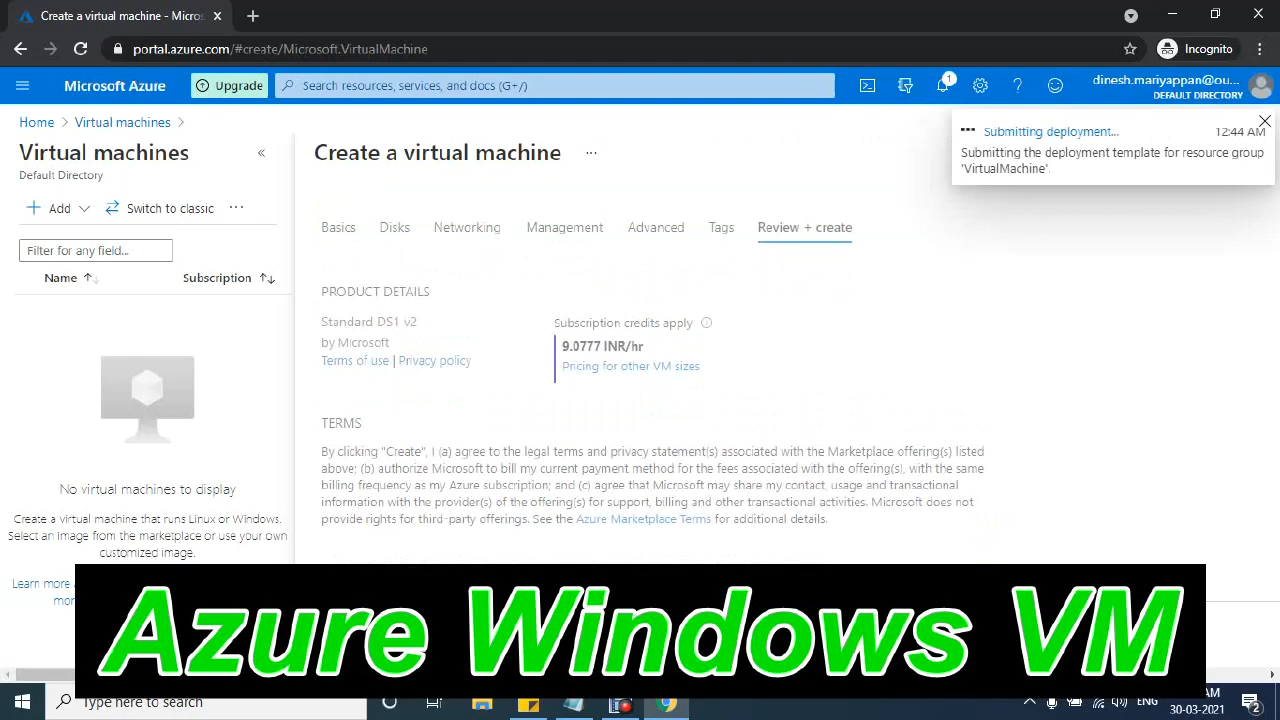 Create a virtual machine - Micros
portal.azure.com/#create/Microsoft.VirtualMachine
Incognito
Microsoft Azure
Upgrade
Search resources, services, and docs (G+/)
1
dinesh.mariyappan@ou...
DEFAULT DIRECTORY
Home > Virtual machines >
Virtual machines
Default Directory
Add
Switch to classic
Filter for any field...
Name
Subscription
No virtual machines to display
Create a virtual machine that runs Linux or Windows.
Select an image from the marketplace or use your own
customized image.
Learn more
Create a virtual machine
Submitting deployment...
12:44 AM
Submitting the deployment template for resource group
'VirtualMachine'.
Basics Disks Networking Management Advanced Tags Review + create
PRODUCT DETAILS
Standard DS1 v2
by Microsoft
Terms of use | Privacy policy
Subscription credits apply
9.0777 INR/hr
Pricing for other VM sizes
TERMS
By clicking "Create", I (a) agree to the legal terms and privacy statement(s) associated with the Marketplace offering(s) listed
above; (b) authorize Microsoft to bill my current payment method for the fees associated with the offering(s), with the same
billing frequency as my Azure subscription; and (c) agree that Microsoft may share my contact, usage and transactional
information with the provider(s) of the offering(s) for support, billing and other transactional activities. Microsoft does not
provide rights for third-party offerings. See the Azure Marketplace Terms for additional details.
Azure Windows VM
Type here to search
ENG
AM
30-03-2021
2